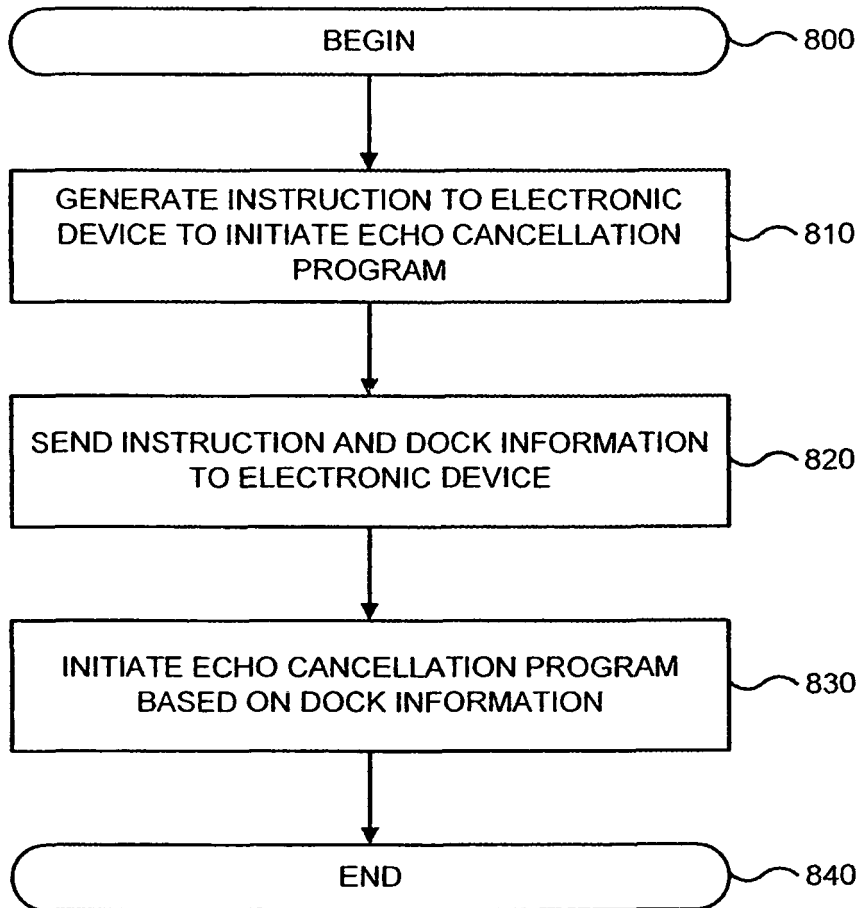 BEGIN
800
GENERATE INSTRUCTION TO ELECTRONIC
DEVICE TO INITIATE ECHO CANCELLATION
PROGRAM
810
SEND INSTRUCTION AND DOCK INFORMATION
TO ELECTRONIC DEVICE
820
INITIATE ECHO CANCELLATION PROGRAM
BASED ON DOCK INFORMATION
830
END
840